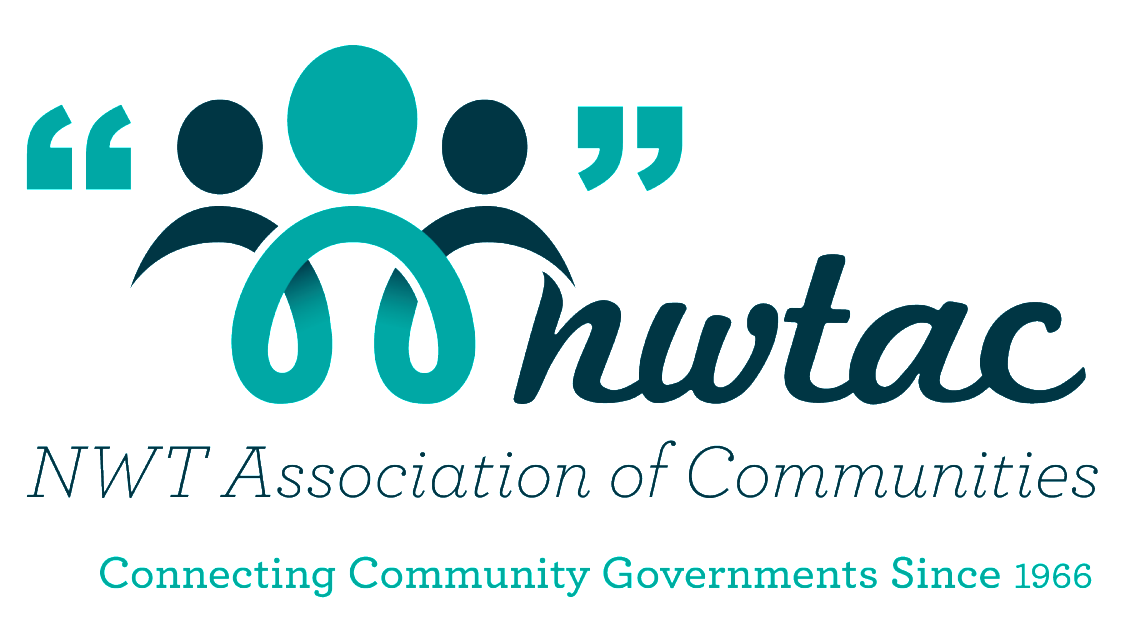 “ ”
nwtac
NWT Association of Communities
Connecting Community Governments Since 1966